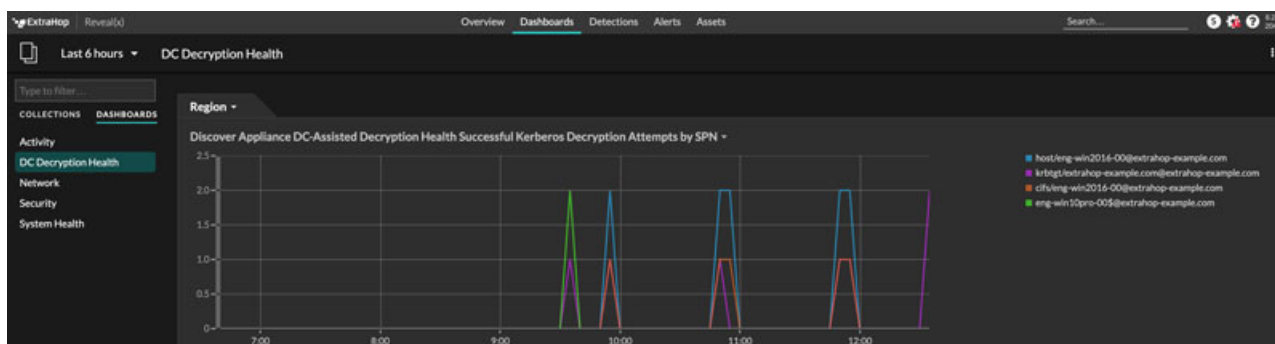 ExtraHop Reveal(x) Overview Dashboards Detections Alerts Assets Search...
Last 6 hours DC Decryption Health
Type to filter...
COLLECTIONS DASHBOARDS
Activity
DC Decryption Health
Network
Security
System Health
Region
Discover Appliance DC-Assisted Decryption Health Successful Kerberos Decryption Attempts by SPN
2.5
2.0
1.5
1.0
0.5
0
7:00 8:00 9:00 10:00 11:00 12:00
host/eng-win2016-00@extrahop-example.com
krbtgt/extrahop-example.com@extrahop-example.com
cifs/eng-win2016-00@extrahop-example.com
eng-win10pro-00$@extrahop-example.com